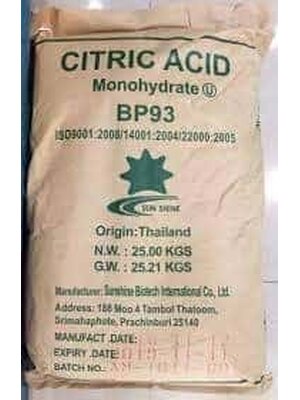 CITRIC ACID
Monohydrate U
BP93
ISO9001:2008/14001:2004/22000:2005
SUN SHINE
Origin:Thailand
N.W. : 25.00 KGS
G.W. : 25.21 KGS
Manufacturer: Sunshine Biotech International Co., Ltd.
Address: 186 Moo 4 Tambol Thatoom,
Srimahaphote, Prachinburi 25140
MANUFACT .DATE:
EXPIRY .DATE:
BATCH NO.: